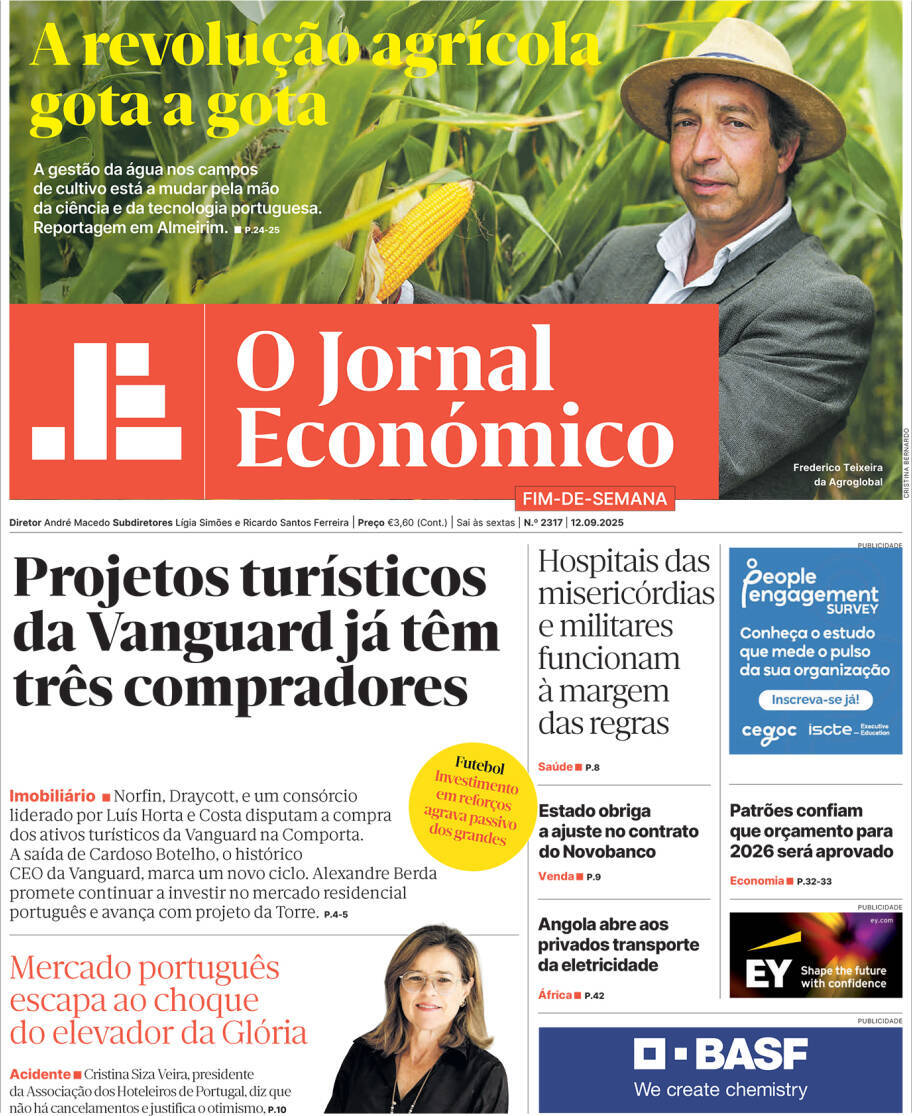 A revolução agrícola
gota a gota
A gestão da água nos campos
de cultivo está a mudar pela mão
da ciência e da tecnologia portuguesa.
Reportagem em Almeirim. ■ P.24-25
O Jornal
Económico
FIM-DE-SEMANA
Frederico Teixeira
da Agroglobal
CRISTINA BERNARDO
Diretor André Macedo Subdiretores Lígia Simões e Ricardo Santos Ferreira | Preço €3,60 (Cont.) | Sai às sextas | N.º 2317 | 12.09.2025
Projetos turísticos
da Vanguard já têm
três compradores
Futebol
Investimento
em reforços
agrava passivo
dos grandes
Imobiliário ■ Norfin, Draycott, e um consórcio
liderado por Luís Horta e Costa disputam a compra
dos ativos turísticos da Vanguard na Comporta.
A saída de Cardoso Botelho, o histórico
CEO da Vanguard, marca um novo ciclo. Alexandre Berda
promete continuar a investir no mercado residencial
português e avança com projeto da Torre. P.4-5
Mercado português
escapa ao choque
do elevador da Glória
Acidente ■ Cristina Siza Veira, presidente
da Associação dos Hoteleiros de Portugal, diz que
não há cancelamentos e justifica o otimismo. P.10
Hospitais das
misericórdias
e militares
funcionam
à margem
das regras
Saúde ■ P.8
Estado obriga
a ajuste no contrato
do Novobanco
Venda ■ P.9
Angola abre aos
privados transporte
da eletricidade
África ■ P.42
PUBLICIDADE
people
engagement
SURVEY
Conheça o estudo
que mede o pulso
da sua organização
Inscreva-se já!
cegoc iscte Executive
Education
Patrões confiam
que orçamento para
2026 será aprovado
Economia ■ P.32-33
PUBLICIDADE
ey.com
EY
Shape the future
with confidence
PUBLICIDADE
BASF
We create chemistry